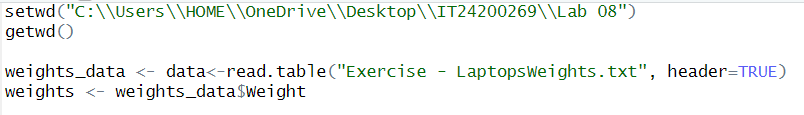 setwd("C:\\Users\\HOME\\OneDrive\\Desktop\\IT24200269\\Lab 08")
getwd()
weights_data <- data<-read.table("Exercise - LaptopsWeights.txt", header=TRUE)
weights <- weights_data$Weight